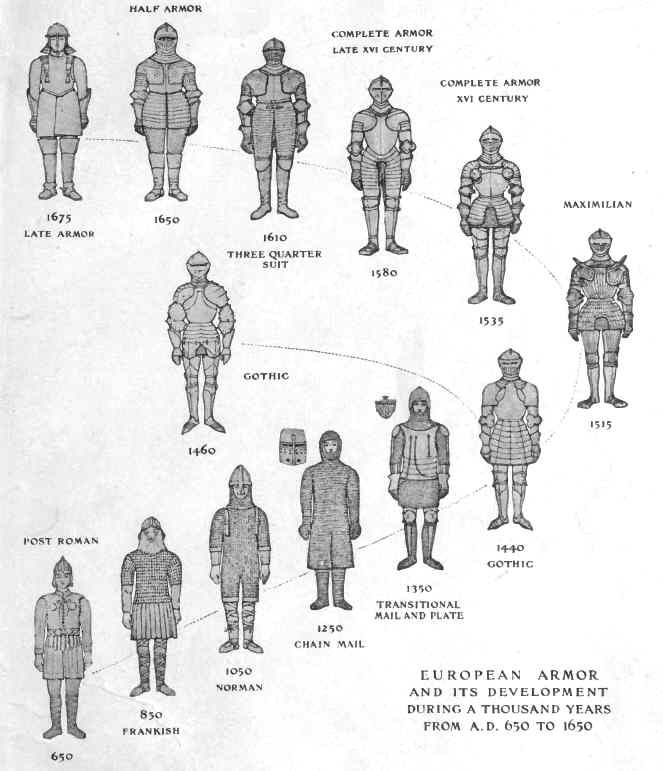 HALF ARMOR
COMPLETE ARMOR
LATE XVI CENTURY
COMPLETE ARMOR
XVI CENTURY
MAXIMILIAN
1675
LATE ARMOR
1650
1610
THREE QUARTER
SUIT
1580
1535
1515
GOTHIC
1460
1440
GOTHIC
1350
TRANSITIONAL
MAIL AND PLATE
1250
CHAIN MAIL
1050
NORMAN
850
FRANKISH
POST ROMAN
650
EUROPEAN ARMOR
AND ITS DEVELOPMENT
DURING A THOUSAND YEARS
FROM A.D. 650 TO 1650